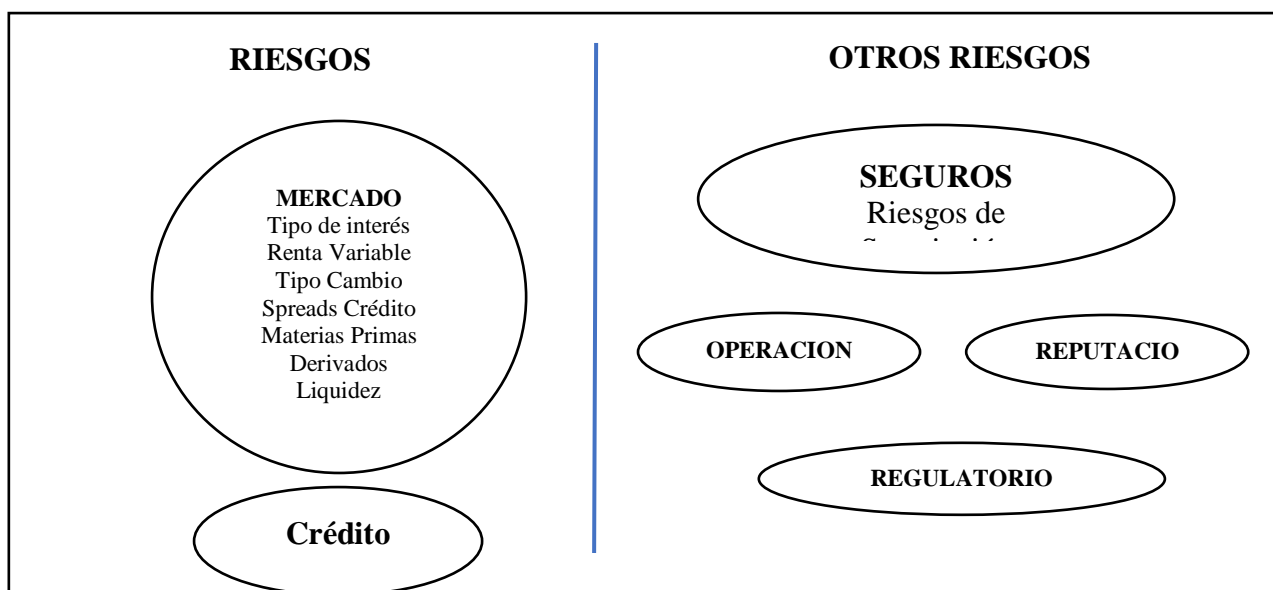 RIESGOS
MERCADO
Tipo de interés
Renta Variable
Tipo Cambio
Spreads Crédito
Materias Primas
Derivados
Liquidez
Crédito
OTROS RIESGOS
SEGUROS
Riesgos de
OPERACION
REPUTACIO
REGULATORIO